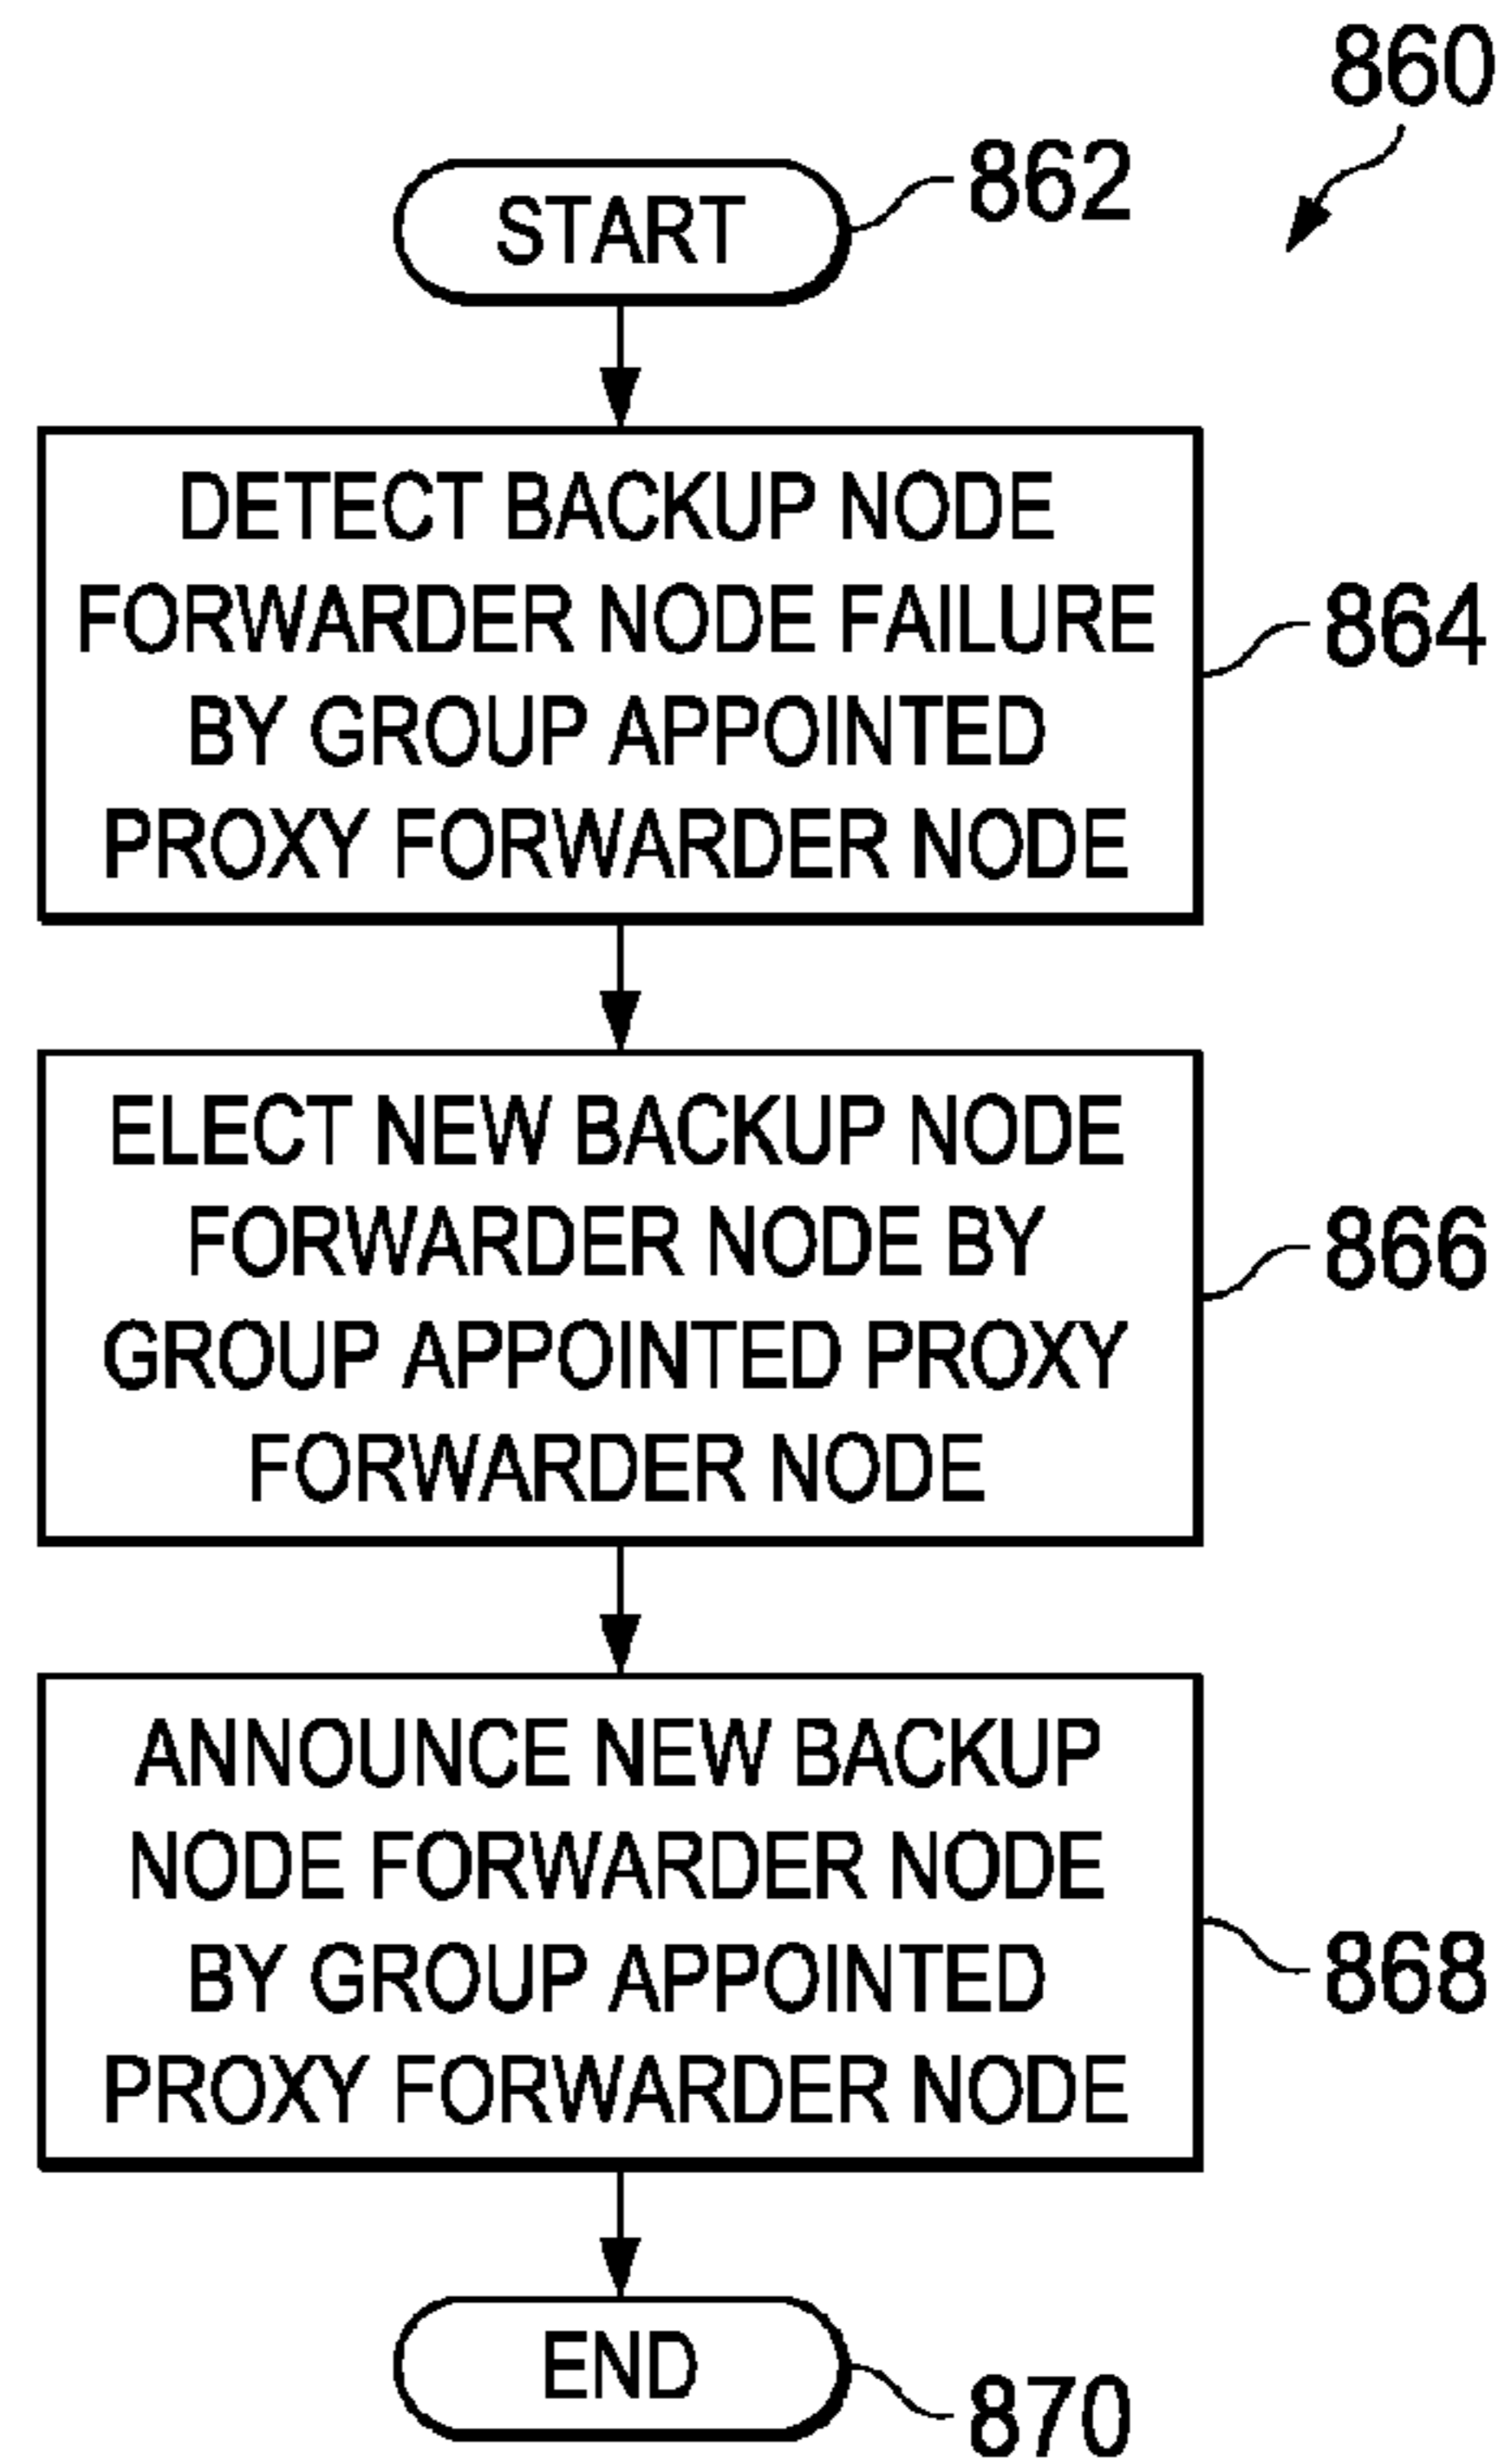 860
START
862
DETECT BACKUP NODE
FORWARDER NODE FAILURE
BY GROUP APPOINTED
PROXY FORWARDER NODE
864
ELECT NEW BACKUP NODE
FORWARDER NODE BY
GROUP APPOINTED PROXY
FORWARDER NODE
866
ANNOUNCE NEW BACKUP
NODE FORWARDER NODE
BY GROUP APPOINTED
PROXY FORWARDER NODE
868
END
870